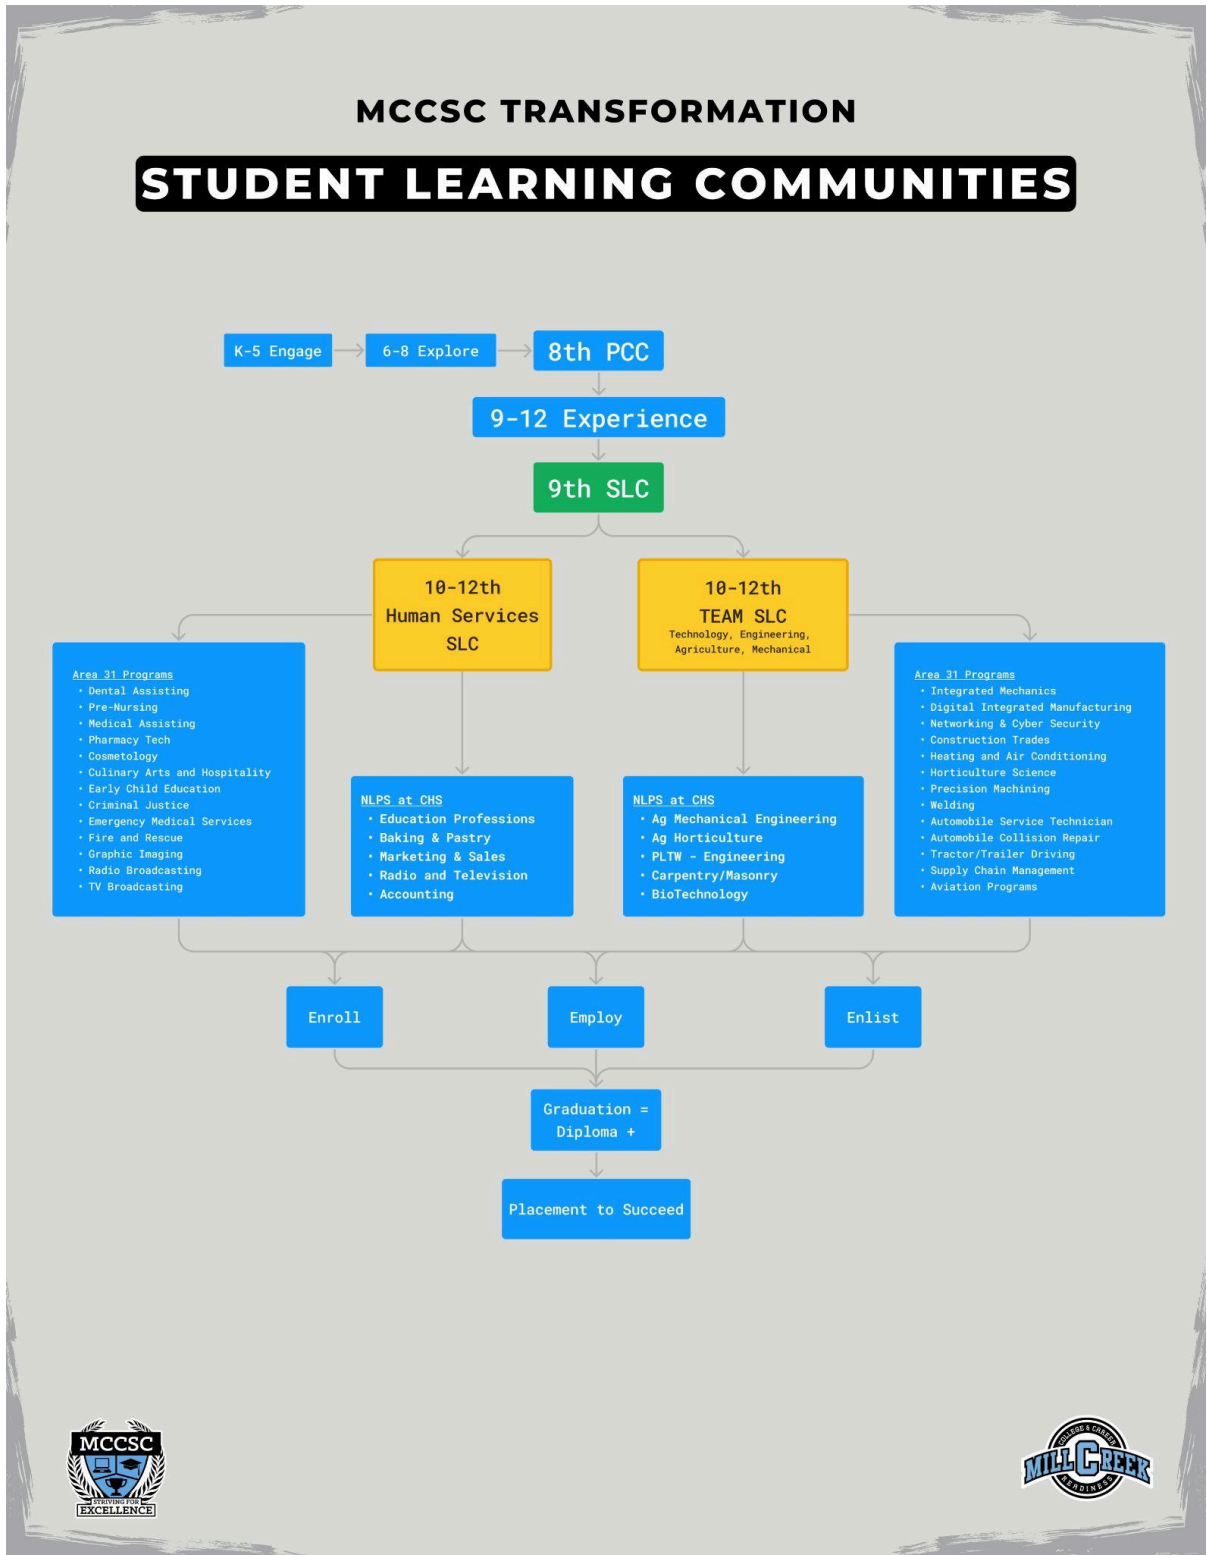 MCCSC TRANSFORMATION
STUDENT LEARNING COMMUNITIES
K-5 Engage
6-8 Explore
8th PCC
9-12 Experience
9th SLC
10-12th
Human Services
SLC
10-12th
TEAM SLC
Technology, Engineering,
Agriculture, Mechanical
Area 31 Programs
• Dental Assisting
• Pre-Nursing
• Medical Assisting
• Pharmacy Tech
• Cosmetology
• Culinary Arts and Hospitality
• Early Child Education
• Criminal Justice
• Emergency Medical Services
• Fire and Rescue
• Graphic Imaging
• Radio Broadcasting
• TV Broadcasting
NLPS at CHS
• Education Professions
• Baking & Pastry
• Marketing & Sales
• Radio and Television
• Accounting
NLPS at CHS
• Ag Mechanical Engineering
• Ag Horticulture
• PLTW - Engineering
• Carpentry/Masonry
• BioTechnology
Area 31 Programs
• Integrated Mechanics
• Digital Integrated Manufacturing
• Networking & Cyber Security
• Construction Trades
• Heating and Air Conditioning
• Horticulture Science
• Precision Machining
• Welding
• Automobile Service Technician
• Automobile Collision Repair
• Tractor/Trailer Driving
• Supply Chain Management
• Aviation Programs
Enroll
Employ
Enlist
Graduation =
Diploma +
Placement to Succeed
MCCSC
STRIVING FOR
EXCELLENCE
COLLEGE & CAREER
MILL CREEK
READINESS